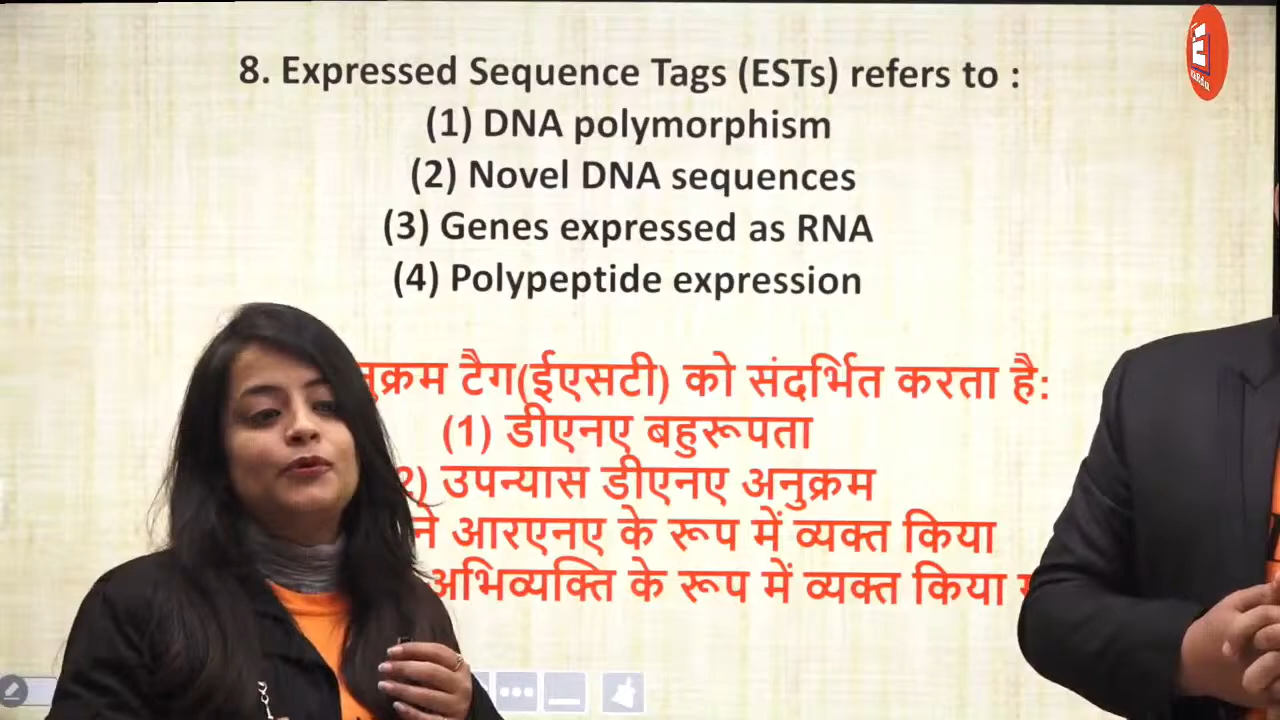 8. Expressed Sequence Tags (ESTs) refers to :
(1) DNA polymorphism
(2) Novel DNA sequences
(3) Genes expressed as RNA
(4) Polypeptide expression
टैग(ईएसटी) को संदर्भित करता है:
(1) डीएनए बहुरूपता
उपन्यास डीएनए अनुक्रम
ने आरएनए के रूप में व्यक्त किया
अभिव्यक्ति के रूप में व्यक्त किया